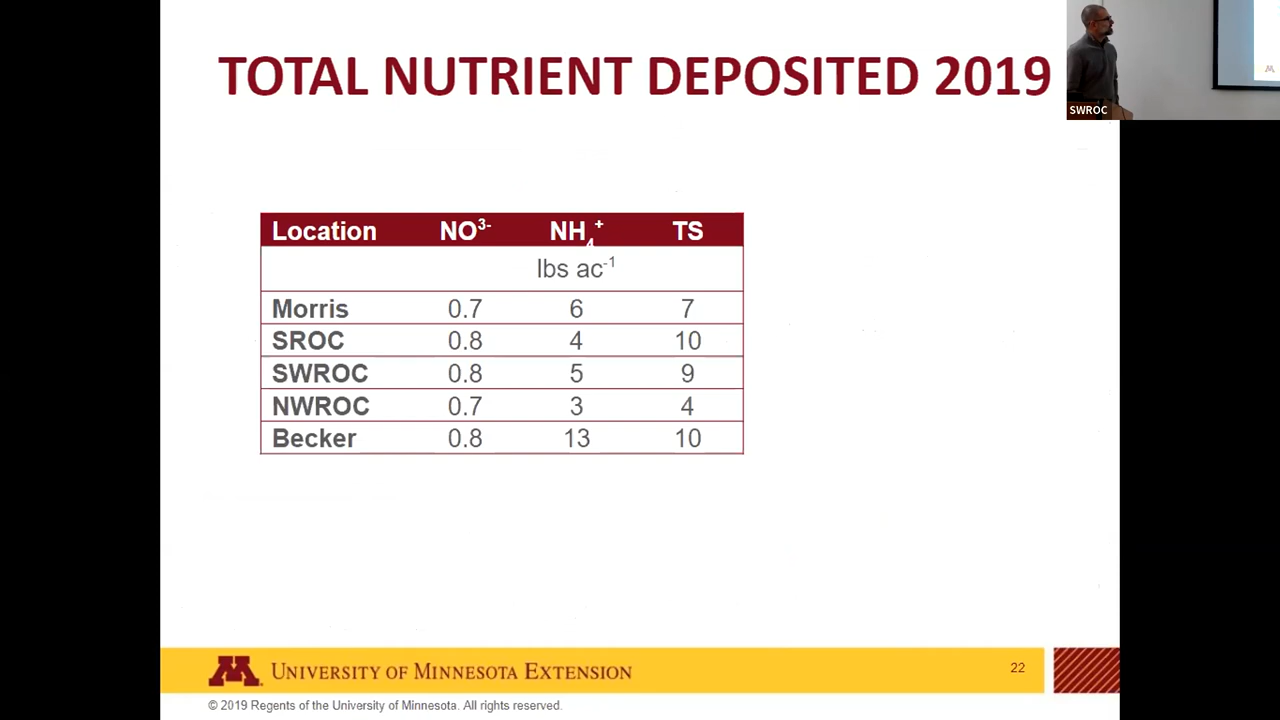 TOTAL NUTRIENT DEPOSITED 2019
SWROC
Location NO³⁻ NH₄⁺ TS
lbs ac⁻¹
Morris 0.7 6 7
SROC 0.8 4 10
SWROC 0.8 5 9
NWROC 0.7 3 4
Becker 0.8 13 10
M UNIVERSITY OF MINNESOTA EXTENSION
22
© 2019 Regents of the University of Minnesota. All rights reserved.